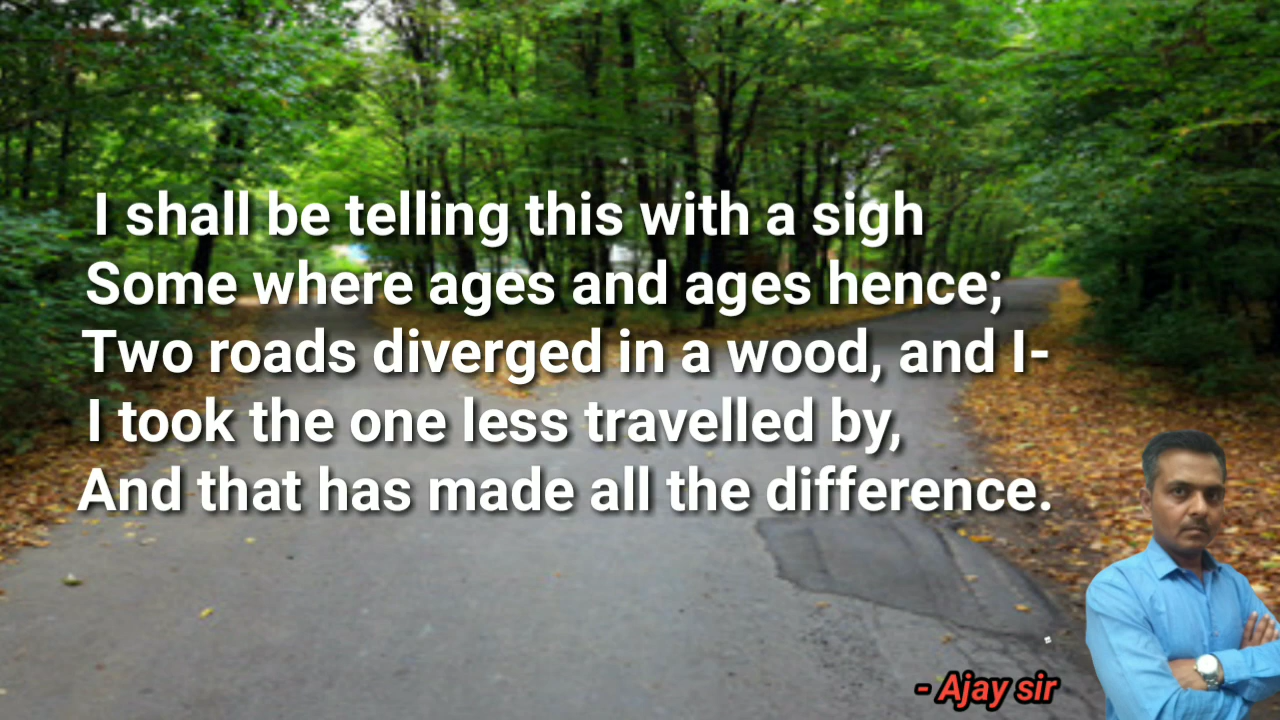 I shall be telling this with a sigh
Some where ages and ages hence;
Two roads diverged in a wood, and I-
I took the one less travelled by,
And that has made all the difference.
- Ajay sir